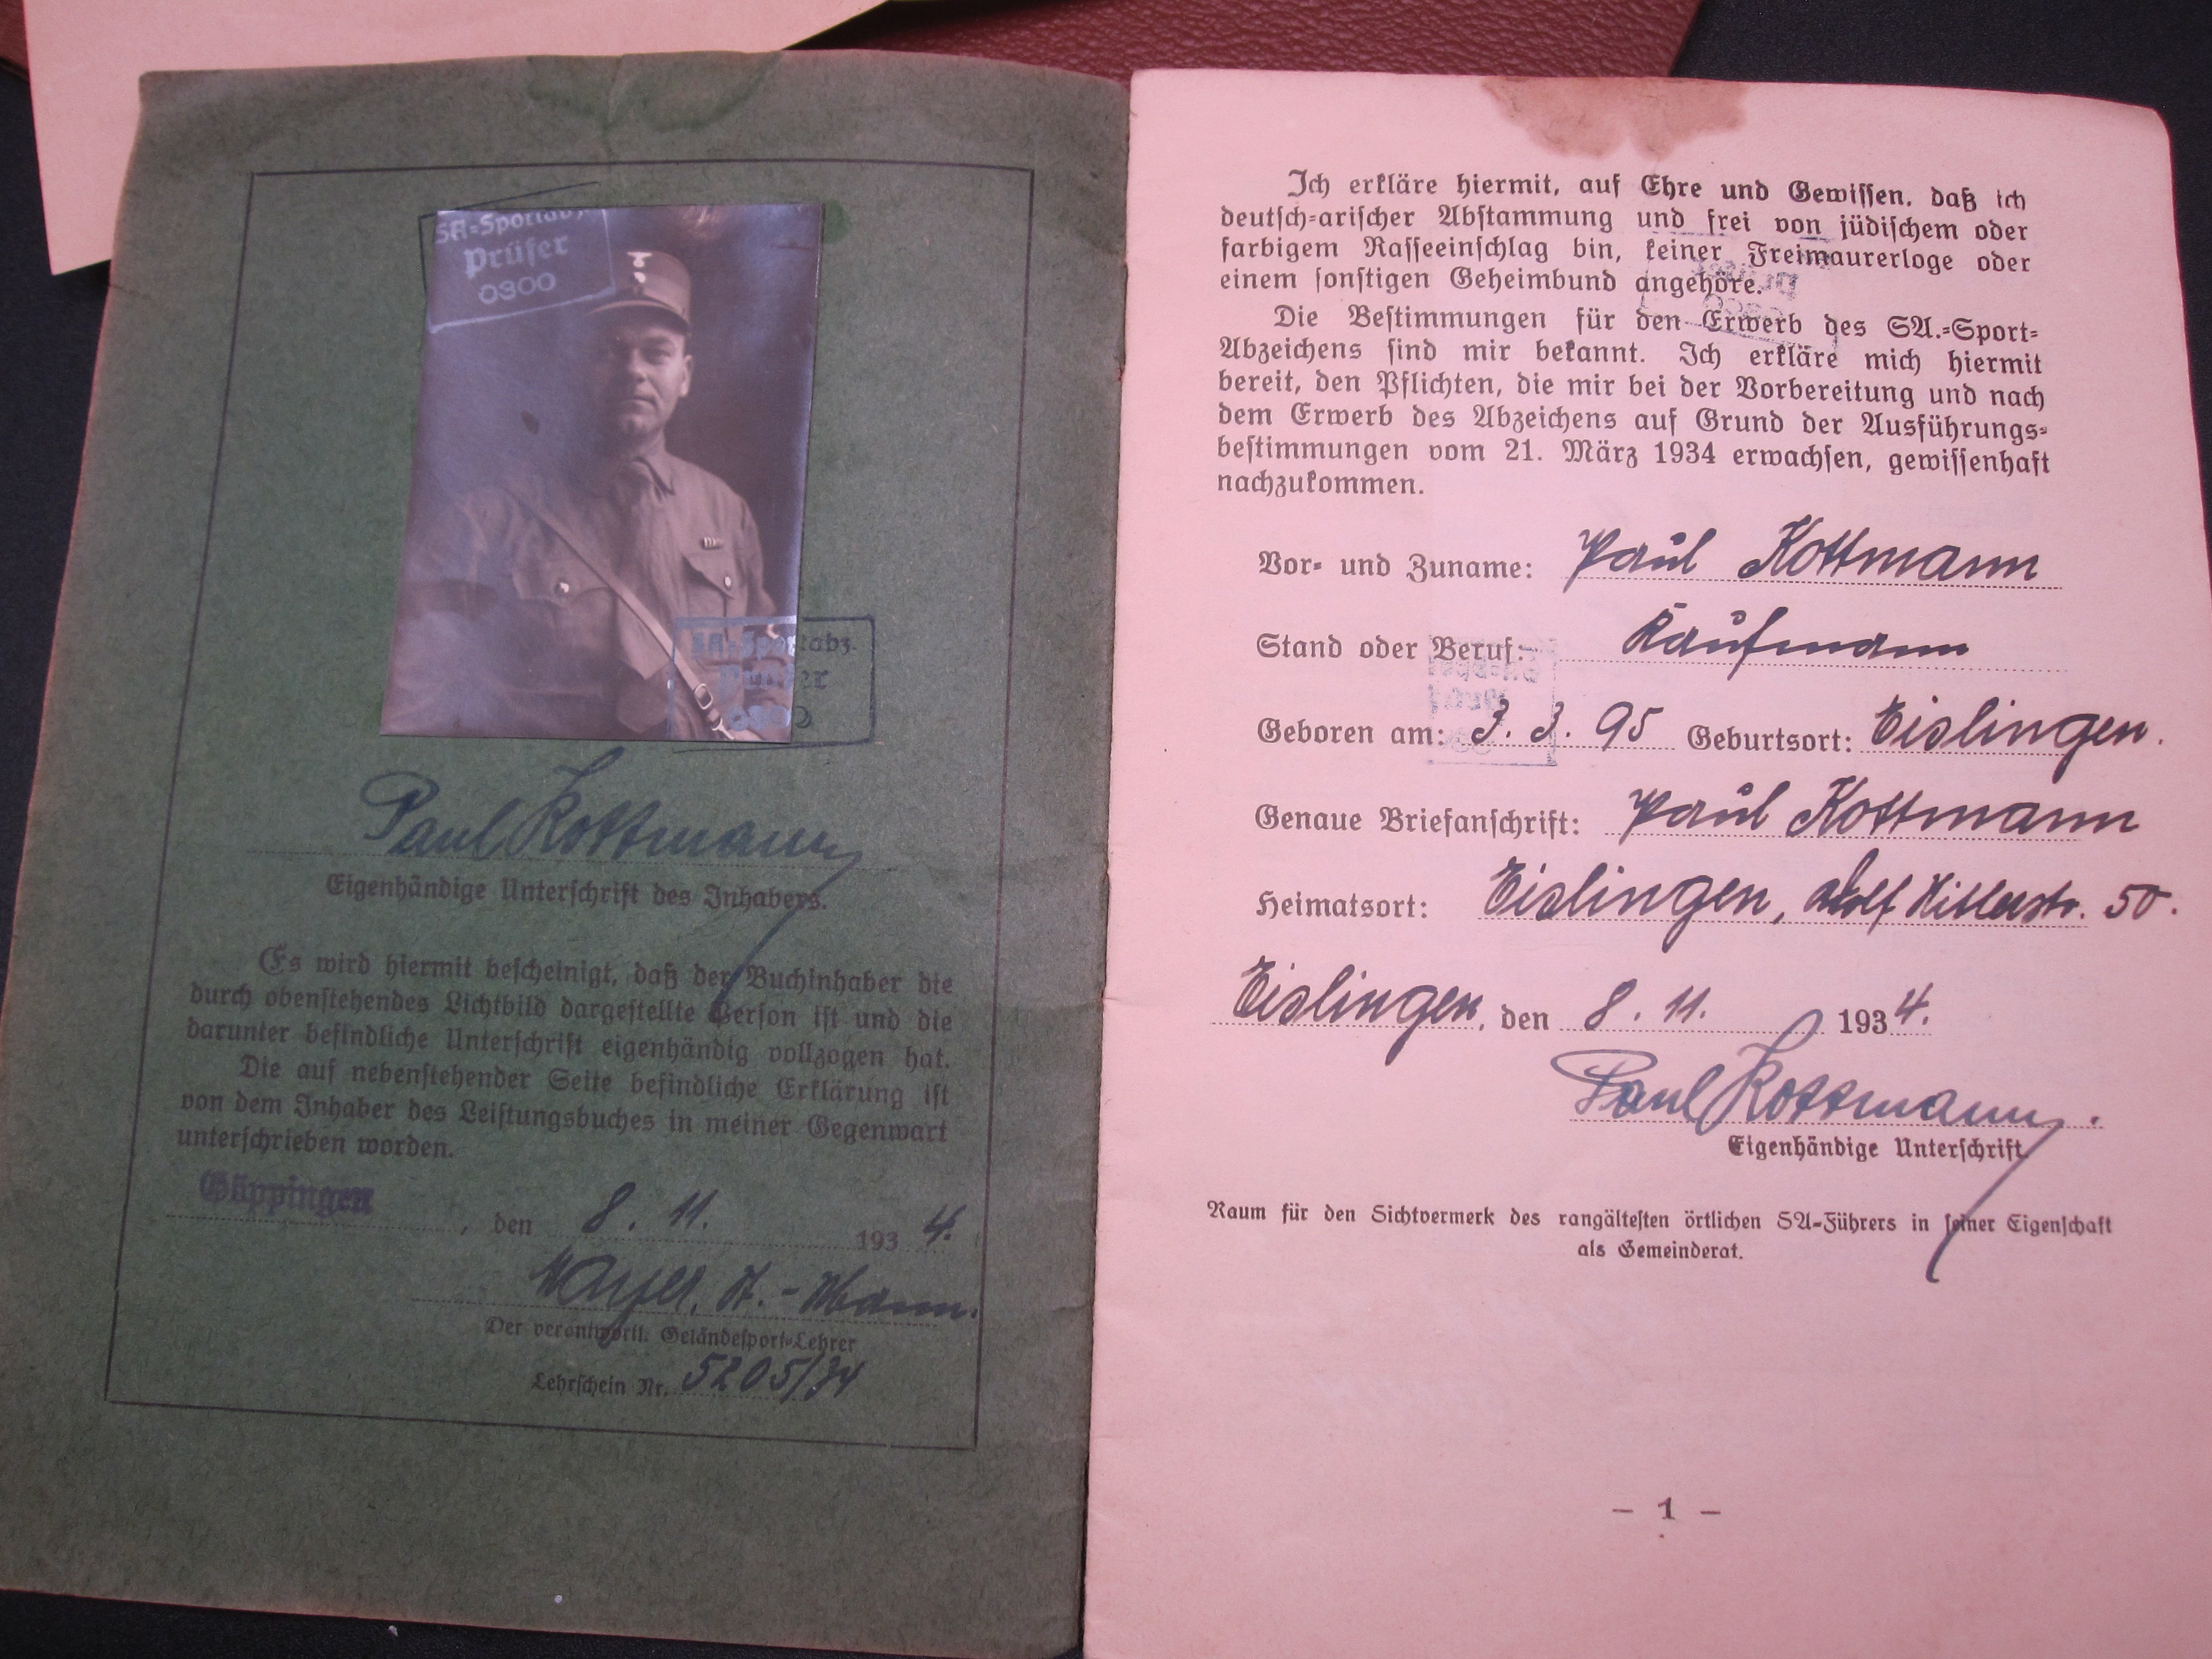 SA-Sportabz.
Prüfer
0300
SA-Sportabz.
Prüfer
0300
Paul Kottmann
Eigenhändige Unterschrift des Inhabers.
Es wird hiermit bescheinigt, daß der Buchinhaber die
durch obenstehendes Lichtbild dargestellte Person ist und die
darunter befindliche Unterschrift eigenhändig vollzogen hat.
Die auf nebenstehender Seite befindliche Erklärung ist
von dem Inhaber des Leistungsbuches in meiner Gegenwart
unterschrieben worden.
Göppingen, den 8. 11. 1934.
Der verantwortl. Geländesport-Lehrer
Lehrschein Nr. 5205/34
Ich erkläre hiermit, auf Ehre und Gewissen, daß ich
deutsch-arischer Abstammung und frei von jüdischem oder
farbigem Rasseeinschlag bin, keiner Freimaurerloge oder
einem sonstigen Geheimbund angehöre.
Die Bestimmungen für den Erwerb des SA.-Sport-
Abzeichens sind mir bekannt. Ich erkläre mich hiermit
bereit, den Pflichten, die mir bei der Vorbereitung und nach
dem Erwerb des Abzeichens auf Grund der Ausführungs-
bestimmungen vom 21. März 1934 erwachsen, gewissenhaft
nachzukommen.
Vor- und Zuname: Paul Kottmann
Stand oder Beruf: Kaufmann
Geboren am: 3. 3. 95 Geburtsort: Eislingen.
Genaue Briefanschrift: Paul Kottmann
Heimatsort: Eislingen, Adolf Hitlerstr. 50.
Eislingen, den 8. 11. 1934.
Paul Kottmann.
Eigenhändige Unterschrift.
Raum für den Sichtvermerk des rangältesten örtlichen SA-Führers in seiner Eigenschaft
als Gemeinderat.
- 1 -